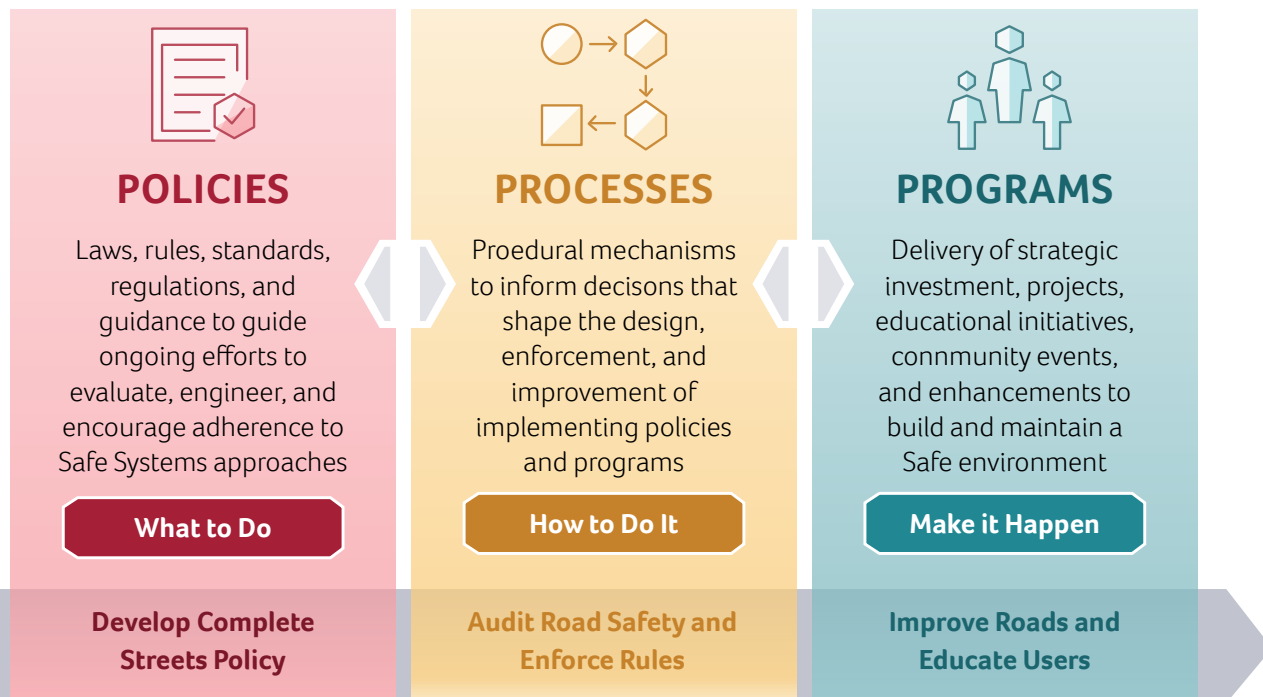 POLICIES
Laws, rules, standards,
regulations, and
guidance to guide
ongoing efforts to
evaluate, engineer, and
encourage adherence to
Safe Systems approaches
What to Do
Develop Complete
Streets Policy
PROCESSES
Proedural mechanisms
to inform decisons that
shape the design,
enforcement, and
improvement of
implementing policies
and programs
How to Do It
Audit Road Safety and
Enforce Rules
PROGRAMS
Delivery of strategic
investment, projects,
educational initiatives,
connmunity events,
and enhancements to
build and maintain a
Safe environment
Make it Happen
Improve Roads and
Educate Users